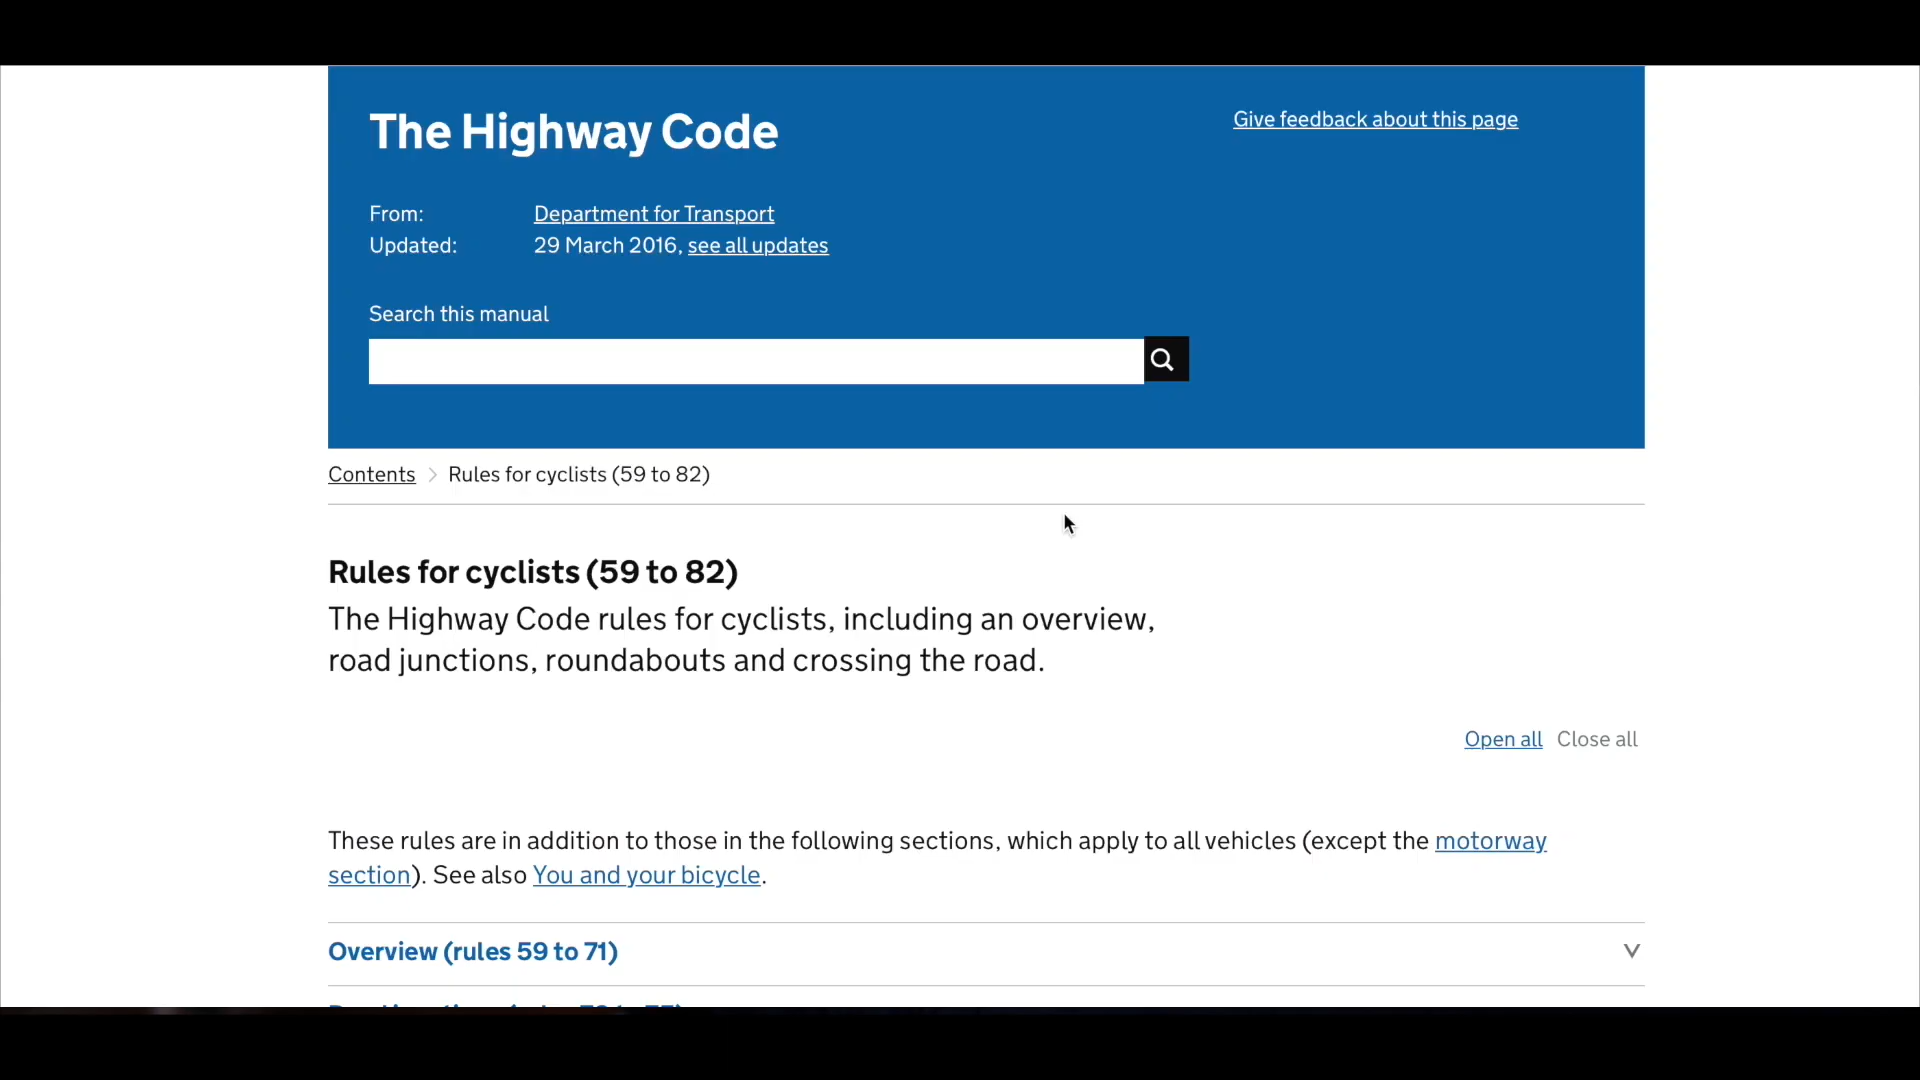 The Highway Code
Give feedback about this page
From: Department for Transport
Updated: 29 March 2016, see all updates
Search this manual
Contents > Rules for cyclists (59 to 82)
Rules for cyclists (59 to 82)
The Highway Code rules for cyclists, including an overview,
road junctions, roundabouts and crossing the road.
Open all Close all
These rules are in addition to those in the following sections, which apply to all vehicles (except the motorway
section). See also You and your bicycle.
Overview (rules 59 to 71)